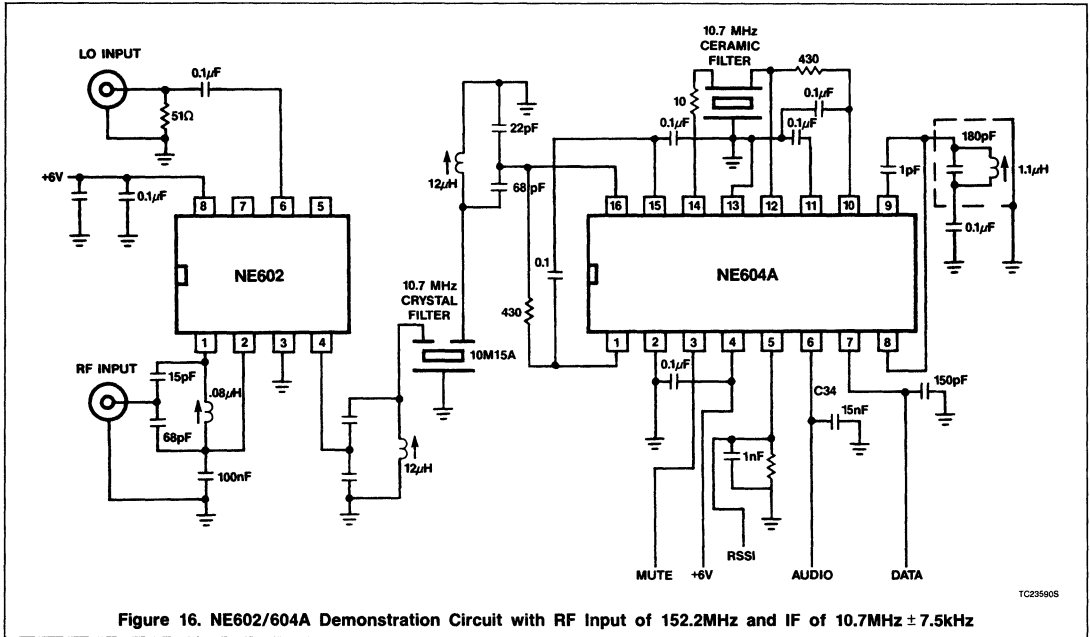 LO INPUT
0.1μF
51Ω
+6V
0.1μF
8 7 6 5
NE602
1 2 3 4
RF INPUT
15pF
.08μH
68pF
100nF
12μH
10.7 MHz
CRYSTAL
FILTER
10M15A
12μH
22pF
68pF
0.1
430
10.7 MHz
CERAMIC
FILTER
430
10
0.1μF
0.1μF
0.1μF
16 15 14 13 12 11 10 9
NE604A
1 2 3 4 5 6 7 8
1pF
180pF
1.1μH
0.1μF
0.1μF
1nF
C34
15nF
150pF
RSSI
MUTE
+6V
AUDIO
DATA
TC23590S
Figure 16. NE602/604A Demonstration Circuit with RF Input of 152.2MHz and IF of 10.7MHz ± 7.5kHz